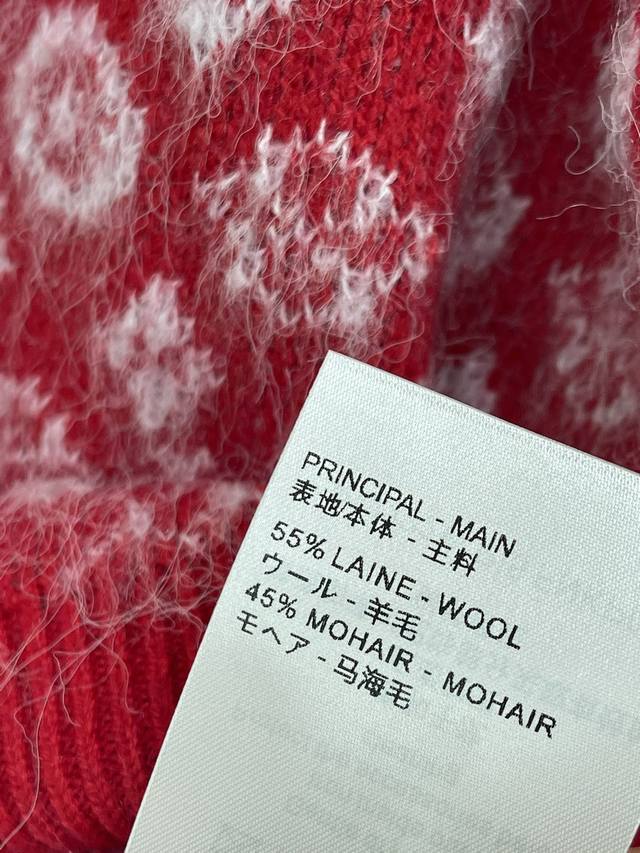 PRINCIPAL - MAIN
表地/本体 - 主料
55% LAINE - WOOL
ウール - 羊毛
45% MOHAIR - MOHAIR
モヘア - 马海毛